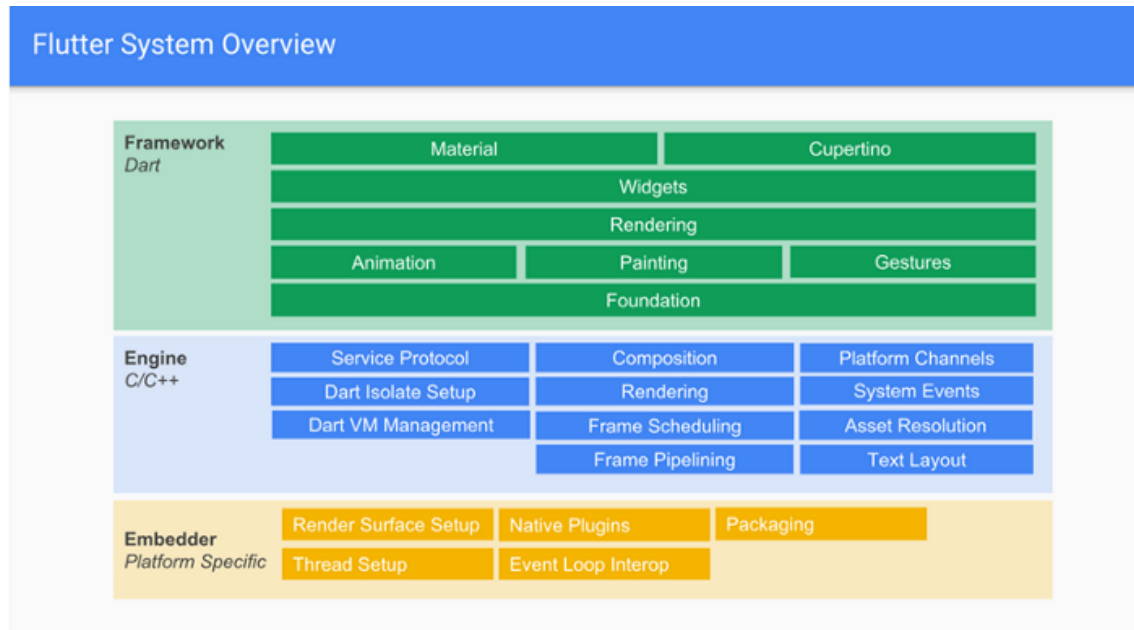 Flutter System Overview
Framework
Dart
Material
Cupertino
Widgets
Rendering
Animation
Painting
Gestures
Foundation
Engine
C/C++
Service Protocol
Composition
Platform Channels
Dart Isolate Setup
Rendering
System Events
Dart VM Management
Frame Scheduling
Asset Resolution
Frame Pipelining
Text Layout
Embedder
Platform Specific
Render Surface Setup
Native Plugins
Packaging
Thread Setup
Event Loop Interop